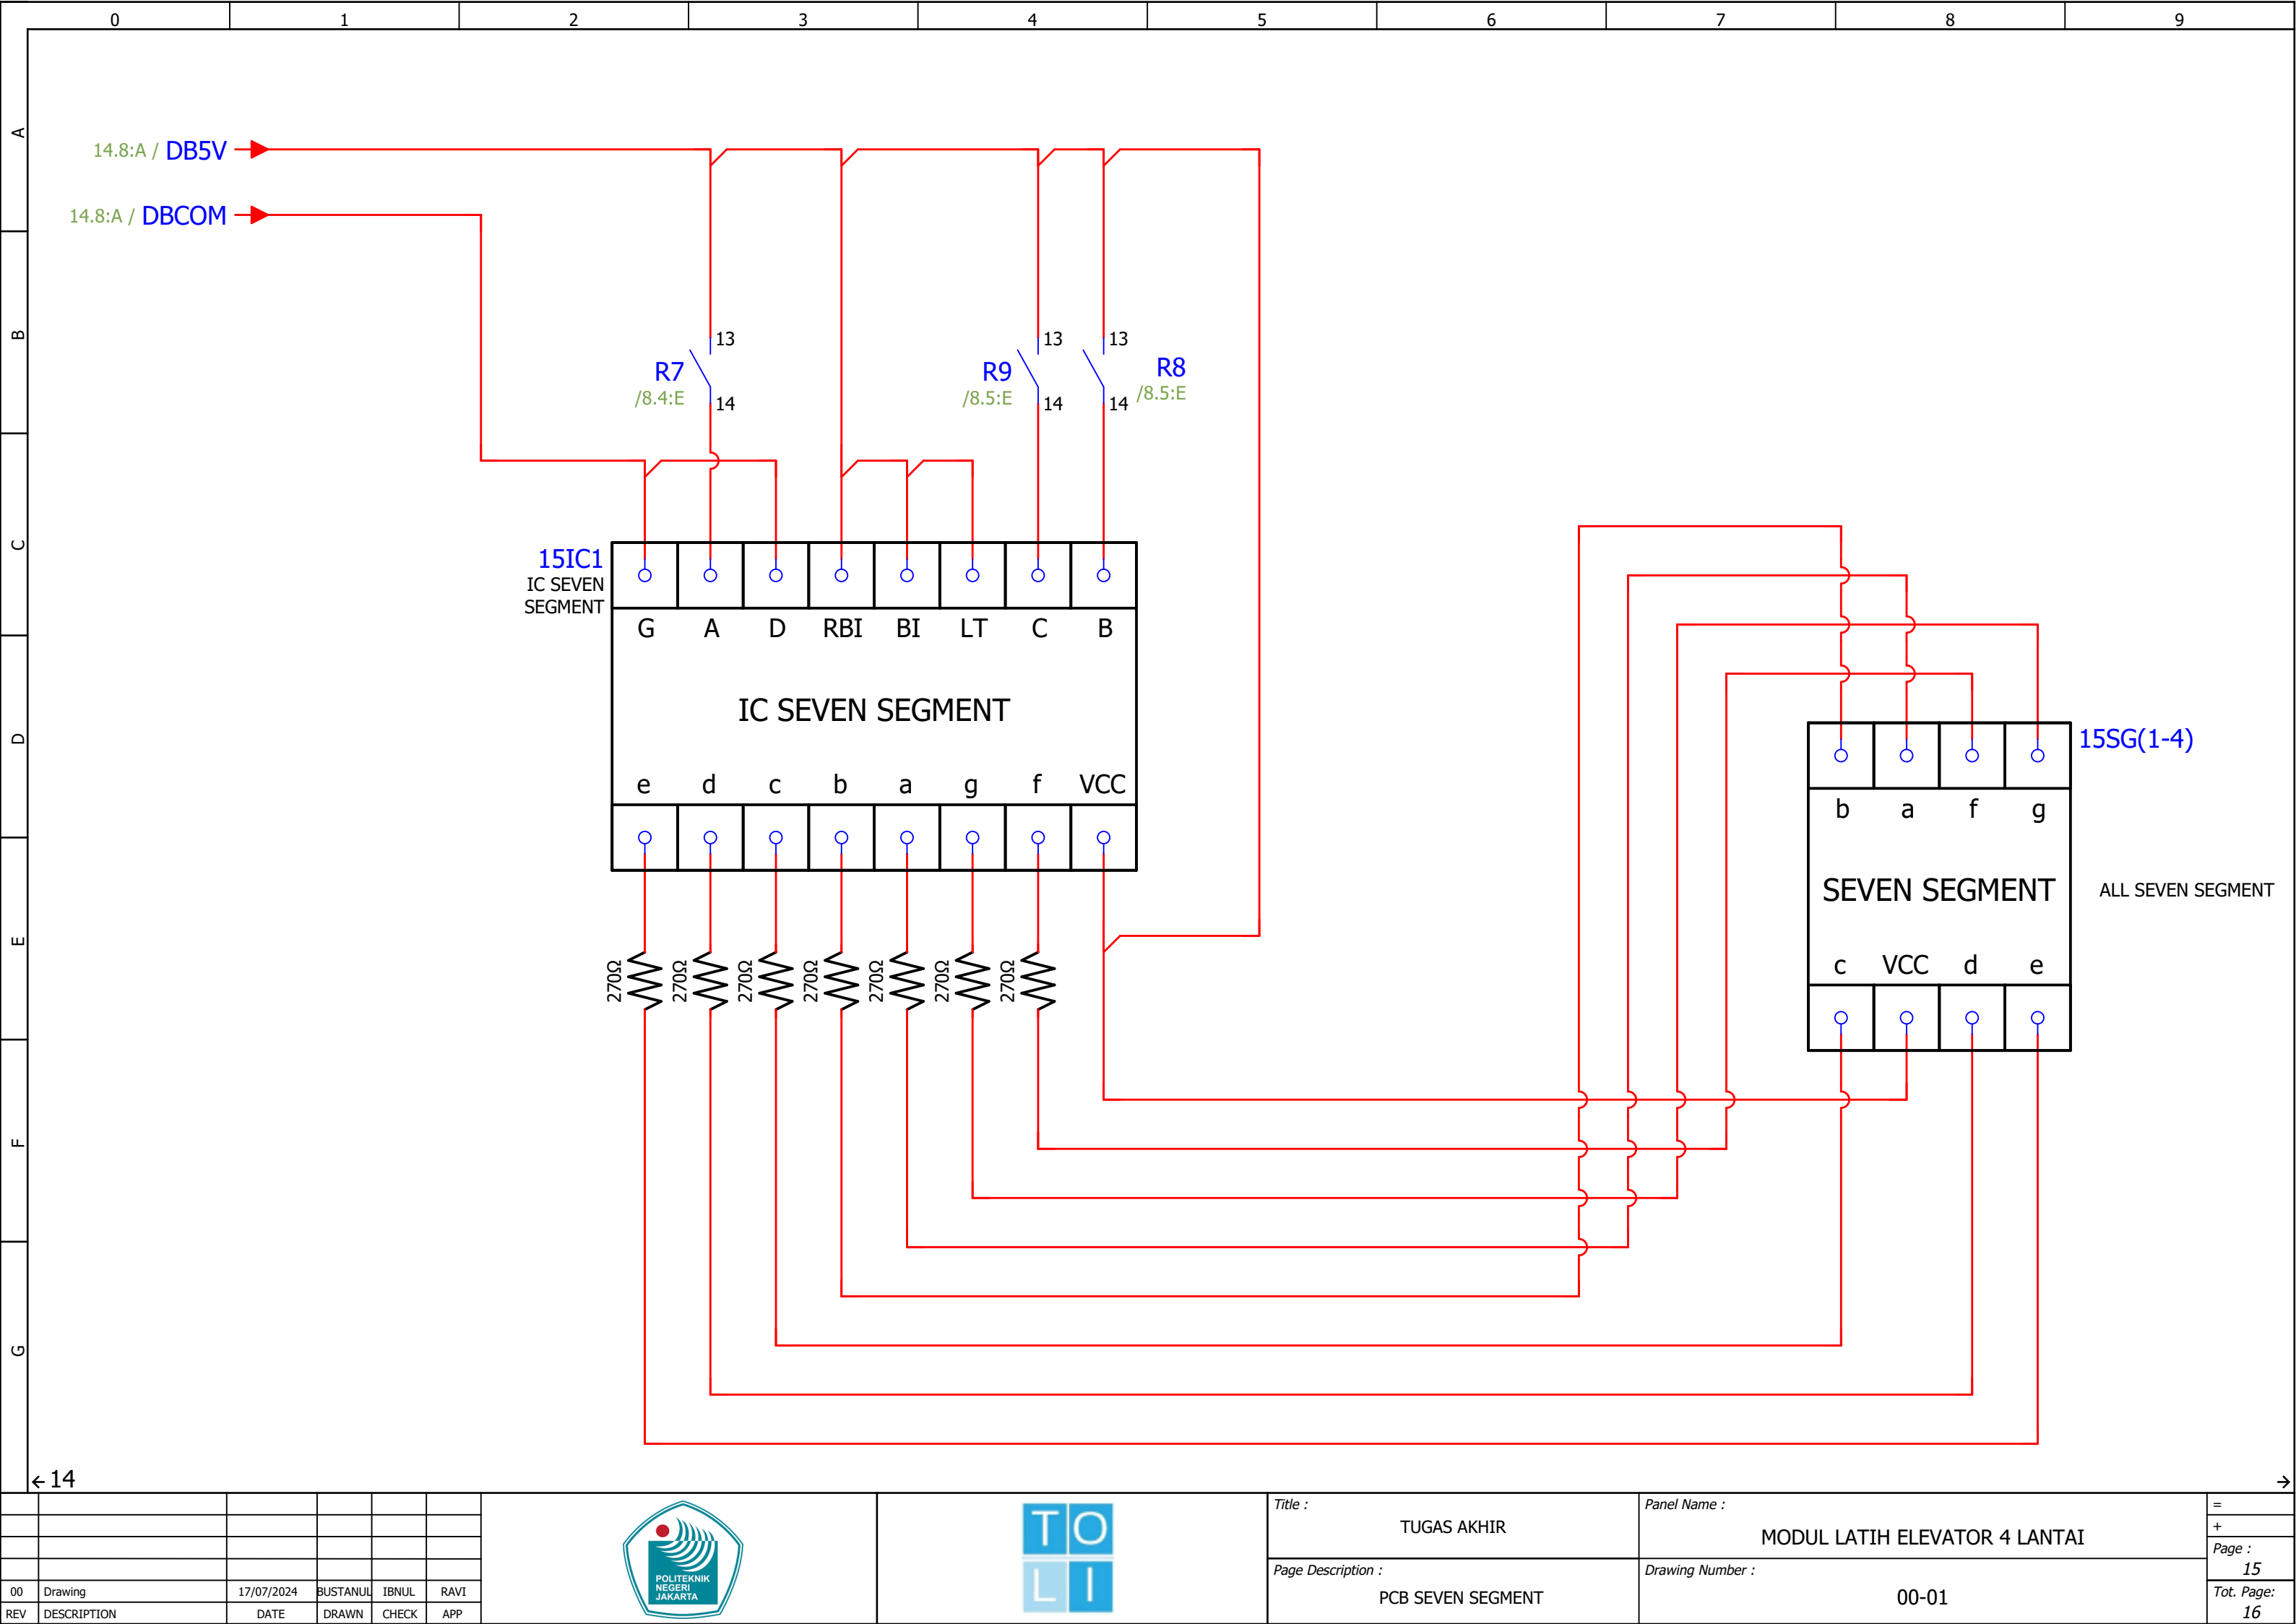 0 1 2 3 4 5 6 7 8 9
A
14.8:A / DB5V
14.8:A / DBCOM
B
13 13 13
R7 R9 R8
/8.4:E /8.5:E /8.5:E
14 14 14
C
15IC1
IC SEVEN
SEGMENT
G A D RBI BI LT C B
IC SEVEN SEGMENT
D
15SG(1-4)
e d c b a g f VCC
b a f g
SEVEN SEGMENT
ALL SEVEN SEGMENT
E
c VCC d e
270Ω 270Ω 270Ω 270Ω 270Ω 270Ω 270Ω
F
G
←14
→
Title :
TUGAS AKHIR
Panel Name :
MODUL LATIH ELEVATOR 4 LANTAI
=
+
Page :
15
Page Description :
PCB SEVEN SEGMENT
Drawing Number :
00-01
Tot. Page:
16
00 Drawing 17/07/2024 BUSTANUL IBNUL RAVI
REV DESCRIPTION DATE DRAWN CHECK APP
POLITEKNIK
NEGERI
JAKARTA
TO
LI